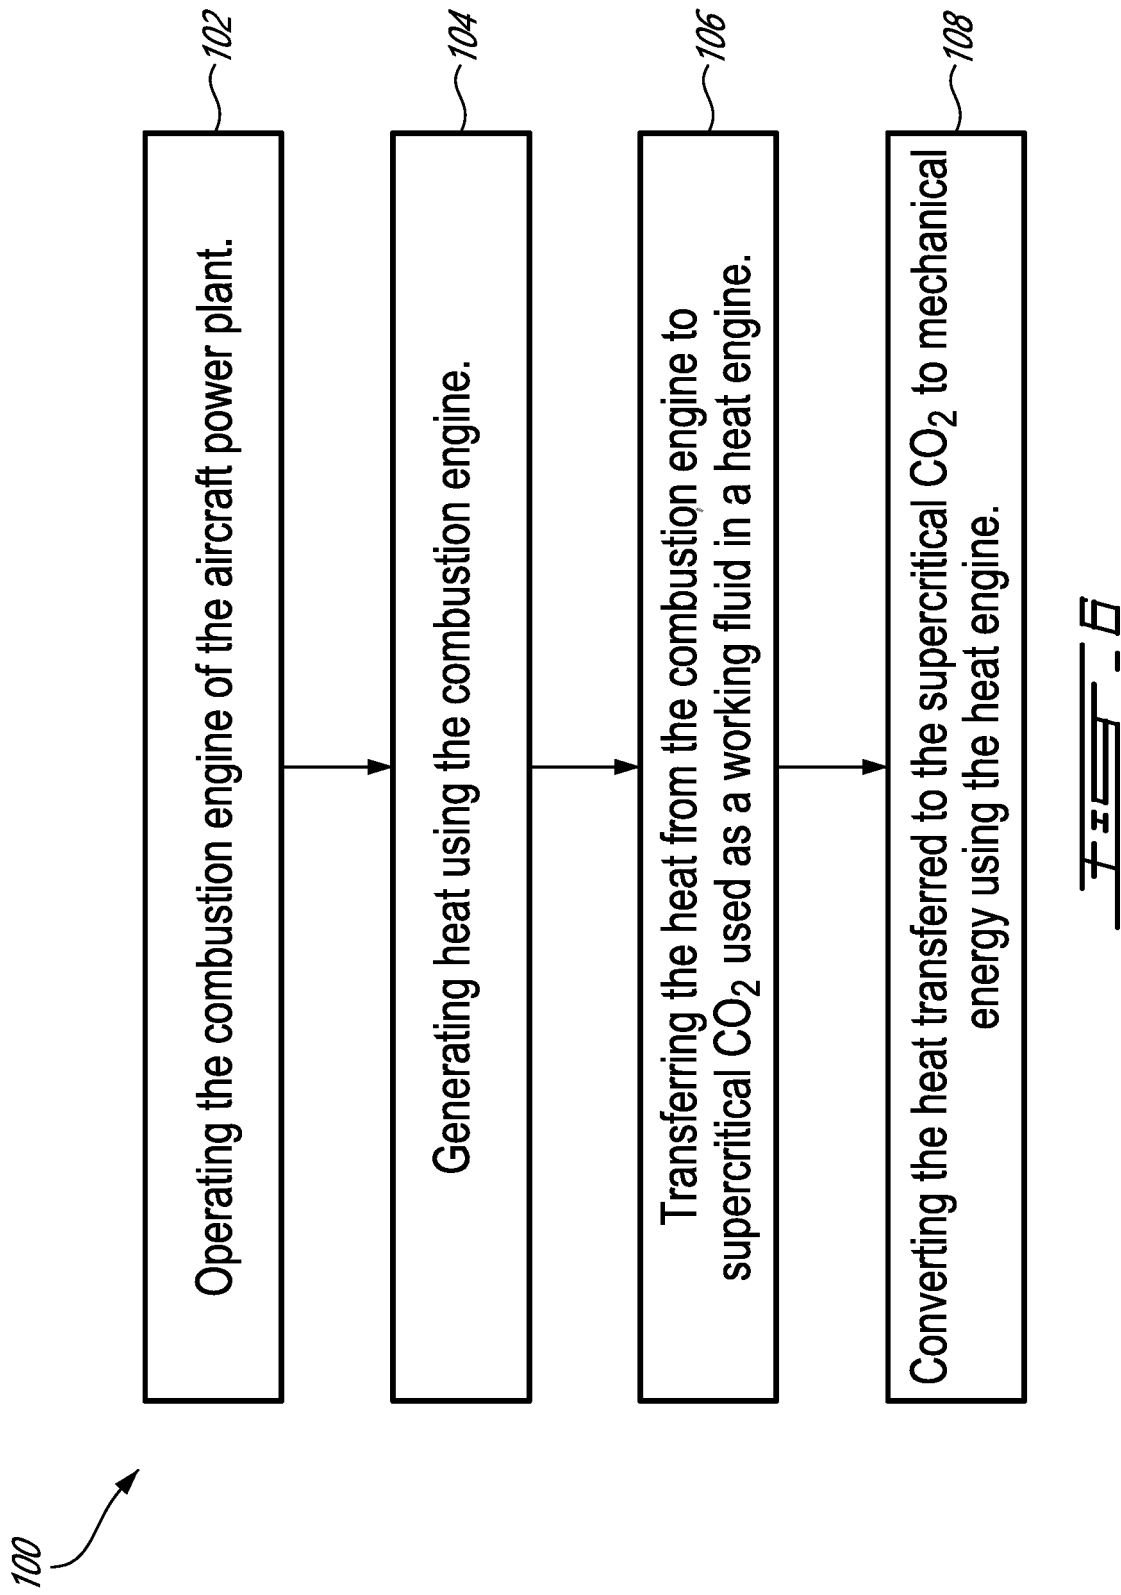 100
Operating the combustion engine of the aircraft power plant.
102
Generating heat using the combustion engine.
104
Transferring the heat from the combustion engine to
supercritical CO₂ used as a working fluid in a heat engine.
106
Converting the heat transferred to the supercritical CO₂ to mechanical
energy using the heat engine.
108
FIG-6